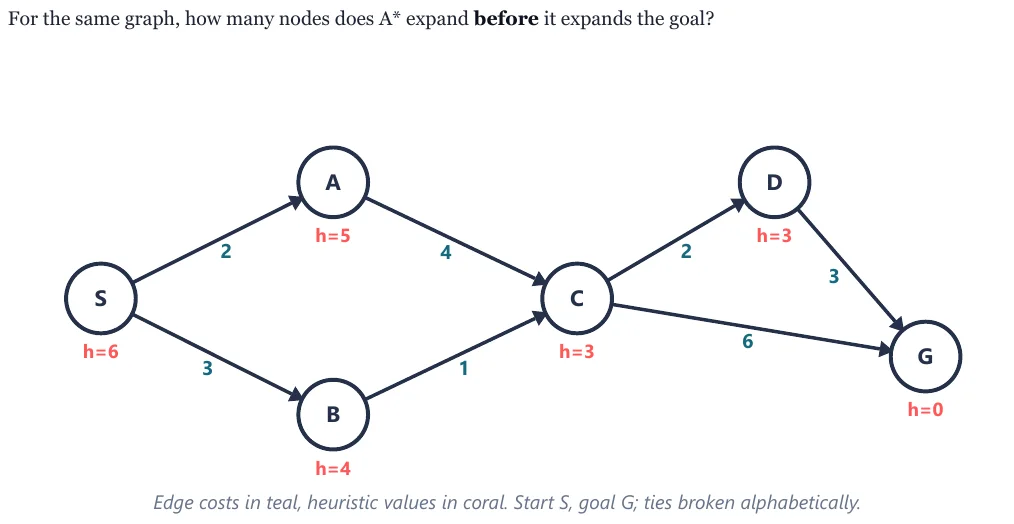 For the same graph, how many nodes does A* expand before it expands the goal?
A
D
h=5
h=3
2
4
2
3
S
C
h=6
h=3
6
G
3
1
h=0
B
h=4
Edge costs in teal, heuristic values in coral. Start S, goal G; ties broken alphabetically.